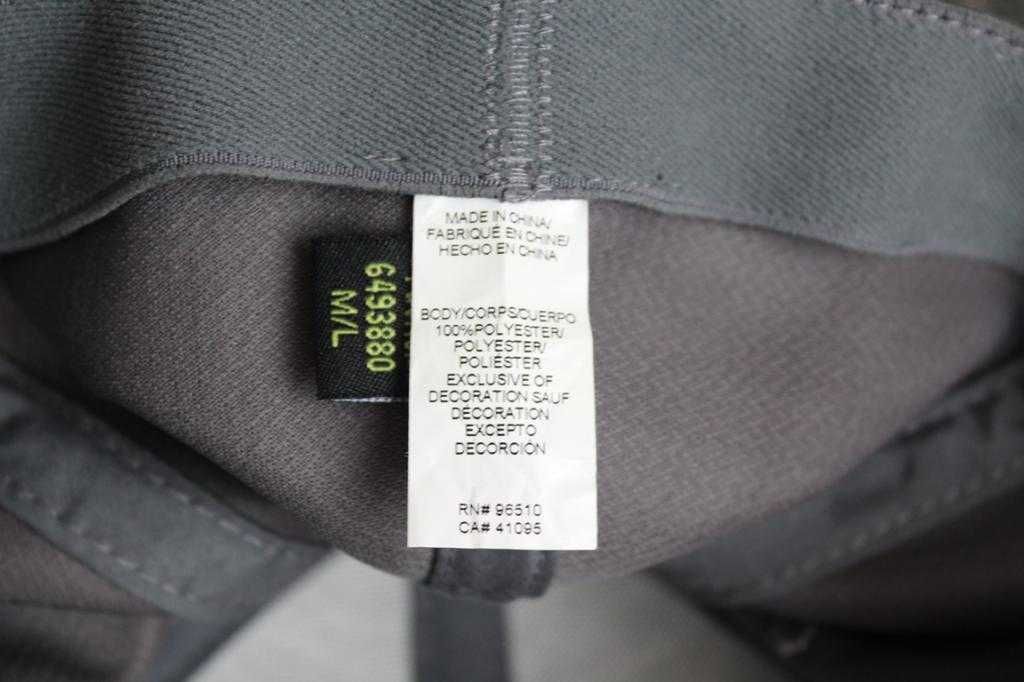 MADE IN CHINA/
FABRIQUÉ EN CHINE/
HECHO EN CHINA
BODY/CORPS/CUERPO
100%POLYESTER/
POLYESTER/
POLIÉSTER
EXCLUSIVE OF
DECORATION SAUF
DÉCORATION
EXCEPTO
DECORCIÓN
RN# 96510
CA# 41095
6493880
M/L